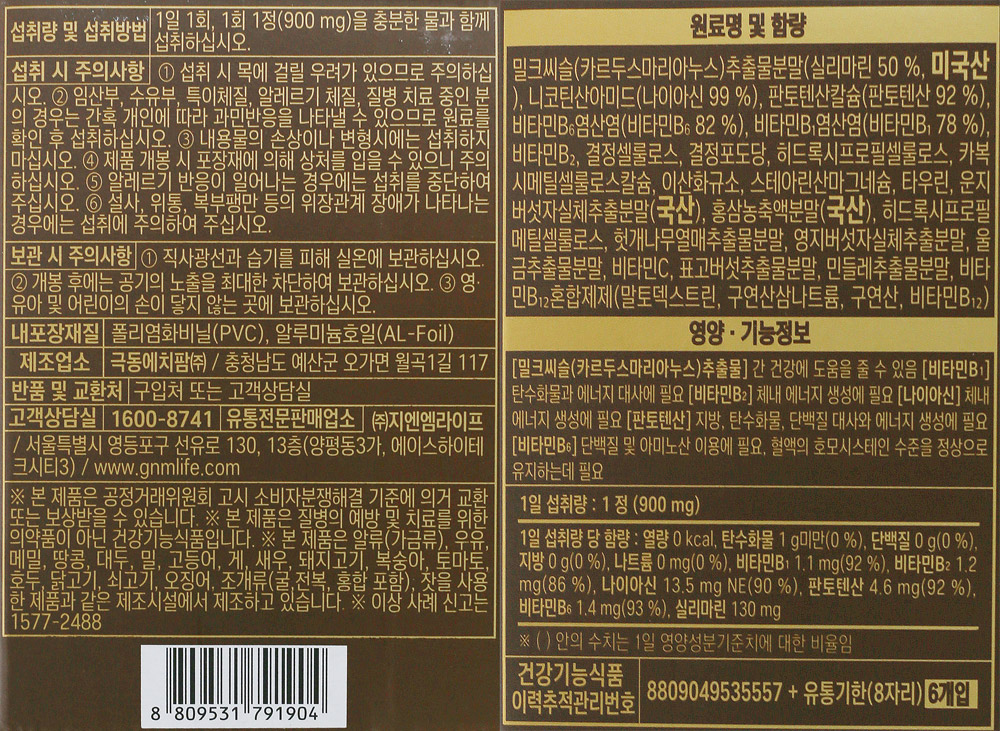 섭취량 및 섭취방법
1일 1회, 1회 1정(900 mg)을 충분한 물과 함께
섭취하십시오.
섭취 시 주의사항 ① 섭취 시 목에 걸릴 우려가 있으므로 주의하십
시오. ② 임산부, 수유부, 특이체질, 알레르기 체질, 질병 치료 중인 분
의 경우는 간혹 개인에 따라 과민반응을 나타낼 수 있으므로 원료를
확인 후 섭취하십시오. ③ 내용물의 손상이나 변형시에는 섭취하지
마십시오. ④ 제품 개봉 시 포장재에 의해 상처를 입을 수 있으니 주의
하십시오. ⑤ 알레르기 반응이 일어나는 경우에는 섭취를 중단하여
주십시오. ⑥ 설사, 위통, 복부팽만 등의 위장관계 장애가 나타나는
경우에는 섭취에 주의하여 주십시오.
보관 시 주의사항 ① 직사광선과 습기를 피해 실온에 보관하십시오.
② 개봉 후에는 공기의 노출을 최대한 차단하여 보관하십시오. ③ 영·
유아 및 어린이의 손이 닿지 않는 곳에 보관하십시오.
내포장재질 폴리염화비닐(PVC), 알루미늄호일(AL-Foil)
제조업소 극동에치팜㈜ / 충청남도 예산군 오가면 월곡1길 117
반품 및 교환처 구입처 또는 고객상담실
고객상담실 1600-8741 유통전문판매업소 ㈜지엔엠라이프
/ 서울특별시 영등포구 선유로 130, 13층(양평동3가, 에이스하이테
크시티3) / www.gnmlife.com
※ 본 제품은 공정거래위원회 고시 소비자분쟁해결 기준에 의거 교환
또는 보상받을 수 있습니다. ※ 본 제품은 질병의 예방 및 치료를 위한
의약품이 아닌 건강기능식품입니다. ※ 본 제품은 알류(가금류), 우유,
메밀, 땅콩, 대두, 밀, 고등어, 게, 새우, 돼지고기, 복숭아, 토마토,
호두, 닭고기, 쇠고기, 오징어, 조개류(굴 전복, 홍합 포함), 잣을 사용
한 제품과 같은 제조시설에서 제조하고 있습니다. ※ 이상 사례 신고는
1577-2488
8 809531 791904
원료명 및 함량
밀크씨슬(카르두스마리아누스)추출물분말(실리마린 50 %, 미국산
), 니코틴산아미드(나이아신 99 %), 판토텐산칼슘(판토텐산 92 %),
비타민B₆염산염(비타민B₆ 82 %), 비타민B₁염산염(비타민B₁ 78 %),
비타민B₂, 결정셀룰로스, 결정포도당, 히드록시프로필셀룰로스, 카복
시메틸셀룰로스칼슘, 이산화규소, 스테아린산마그네슘, 타우린, 운지
버섯자실체추출분말(국산), 홍삼농축액분말(국산), 히드록시프로필
메틸셀룰로스, 헛개나무열매추출물분말, 영지버섯자실체추출물분말, 울
금추출물분말, 비타민C, 표고버섯추출물분말, 민들레추출물분말, 비타
민B₁₂혼합제제(말토덱스트린, 구연산삼나트륨, 구연산, 비타민B₁₂)
영양 · 기능정보
[밀크씨슬(카르두스마리아누스)추출물] 간 건강에 도움을 줄 수 있음 [비타민B₁]
탄수화물과 에너지 대사에 필요 [비타민B₂] 체내 에너지 생성에 필요 [나이아신] 체내
에너지 생성에 필요 [판토텐산] 지방, 탄수화물, 단백질 대사와 에너지 생성에 필요
[비타민B₆] 단백질 및 아미노산 이용에 필요, 혈액의 호모시스테인 수준을 정상으로
유지하는데 필요
1일 섭취량 : 1 정 (900 mg)
1일 섭취량 당 함량 : 열량 0 kcal, 탄수화물 1 g미만(0 %), 단백질 0 g(0 %),
지방 0 g(0 %), 나트륨 0 mg(0 %), 비타민B₁ 1.1 mg(92 %), 비타민B₂ 1.2
mg(86 %), 나이아신 13.5 mg NE(90 %), 판토텐산 4.6 mg(92 %),
비타민B₆ 1.4 mg(93 %), 실리마린 130 mg
※ ( ) 안의 수치는 1일 영양성분기준치에 대한 비율임
건강기능식품
이력추적관리번호
8809049535557 + 유통기한(8자리) 6개입